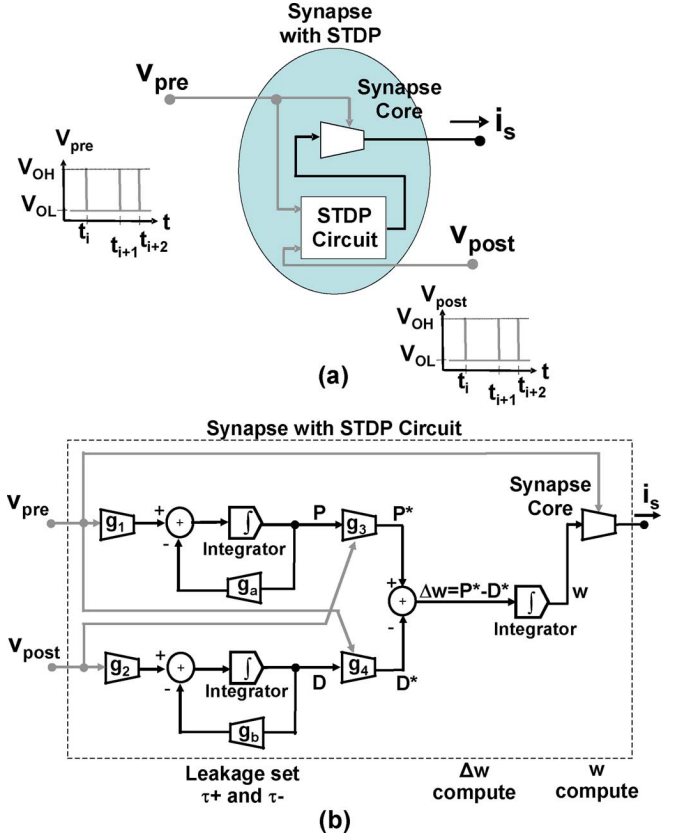 Synapse
with STDP
Vpre
Synapse
Core
is
Vpre
VOH
VOL
ti
ti+1
ti+2
t
STDP
Circuit
Vpost
Vpost
VOH
VOL
ti
ti+1
ti+2
t
(a)
Synapse with STDP Circuit
Vpre
g1
+
+
-
∫
Integrator
P
g3
P*
ga
Synapse
Core
is
+
+
-
Δw=P*-D*
∫
Integrator
w
Vpost
g2
+
+
-
∫
Integrator
D
g4
D*
gb
Leakage set
τ+ and τ-
Δw
compute
w
compute
(b)